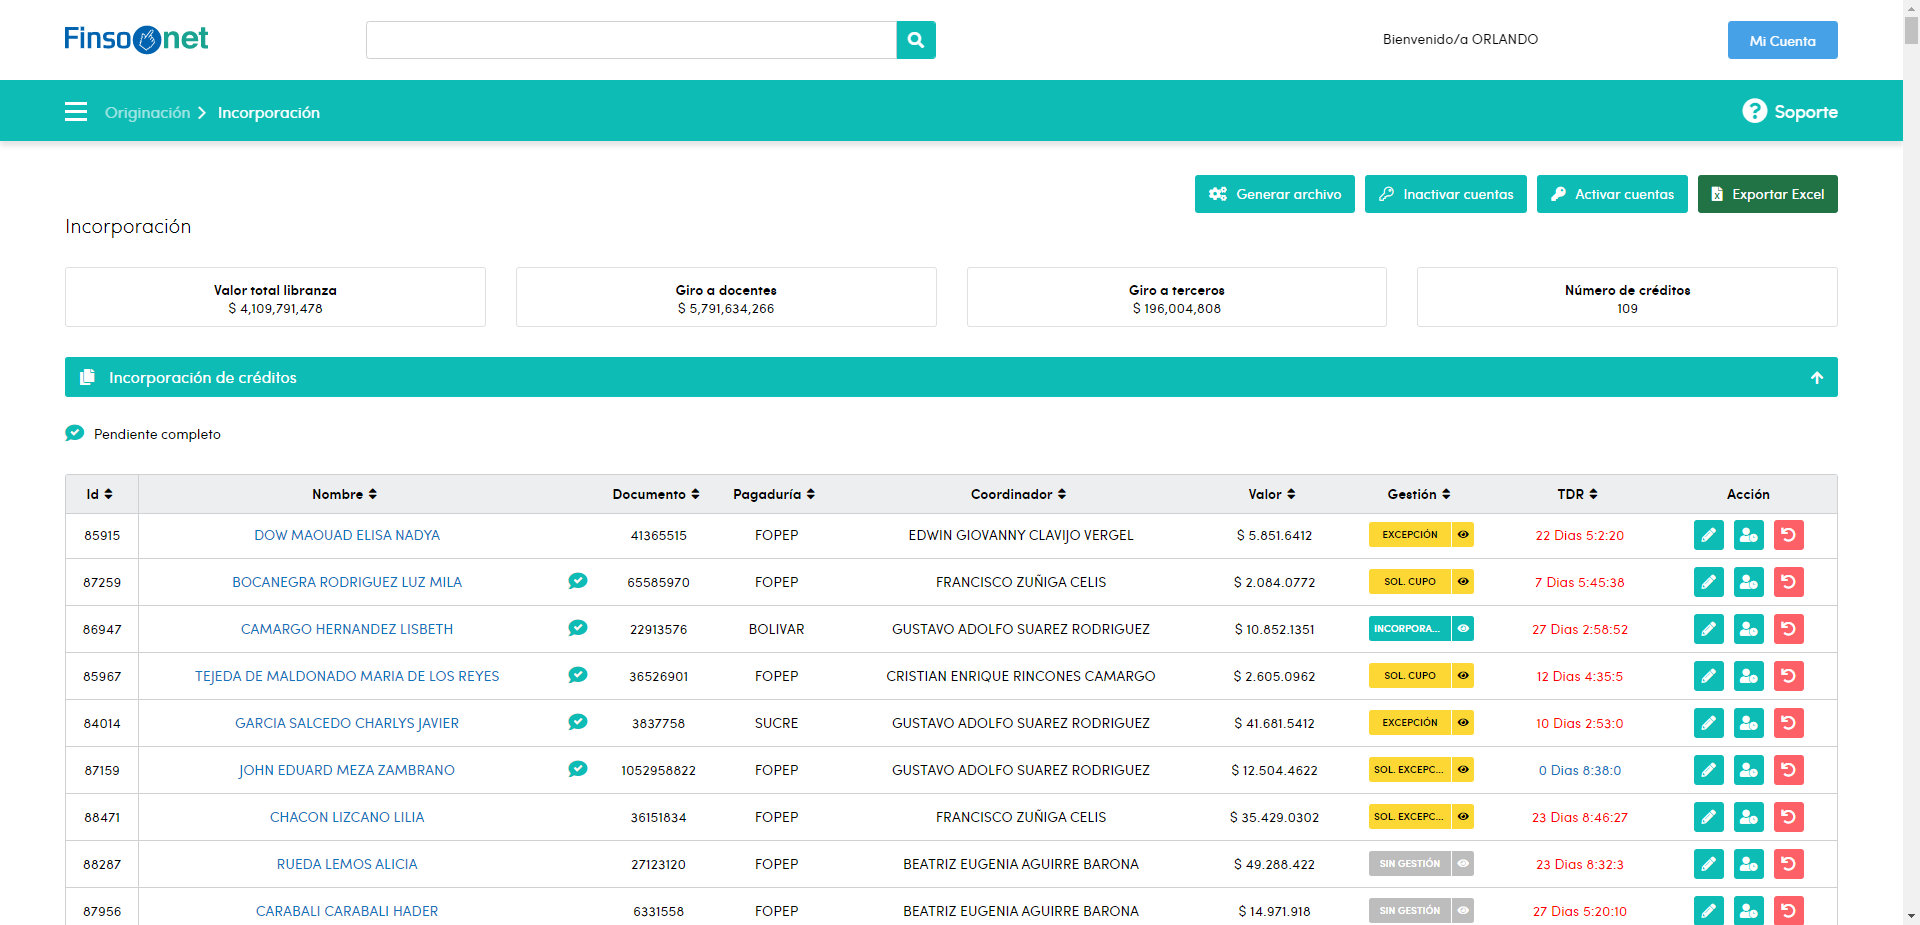 Finsonet
Bienvenido/a ORLANDO
Mi Cuenta
Originación > Incorporación
Soporte
Generar archivo
Inactivar cuentas
Activar cuentas
Exportar Excel
Incorporación
Valor total libranza
$ 4,109,791,478
Giro a docentes
$ 5,791,634,266
Giro a terceros
$ 196,004,808
Número de créditos
109
Incorporación de créditos
Pendiente completo
Id Nombre Documento Pagaduría Coordinador Valor Gestión TDR Acción
85915 DOW MAOUAD ELISA NADYA 41365515 FOPEP EDWIN GIOVANNY CLAVIJO VERGEL $ 5.851.6412 EXCEPCIÓN 22 Dias 5:2:20
87259 BOCANEGRA RODRIGUEZ LUZ MILA 65585970 FOPEP FRANCISCO ZUÑIGA CELIS $ 2.084.0772 SOL. CUPO 7 Dias 5:45:38
86947 CAMARGO HERNANDEZ LISBETH 22913576 BOLIVAR GUSTAVO ADOLFO SUAREZ RODRIGUEZ $ 10.852.1351 INCORPORA... 27 Dias 2:58:52
85967 TEJEDA DE MALDONADO MARIA DE LOS REYES 36526901 FOPEP CRISTIAN ENRIQUE RINCONES CAMARGO $ 2.605.0962 SOL. CUPO 12 Dias 4:35:5
84014 GARCIA SALCEDO CHARLYS JAVIER 3837758 SUCRE GUSTAVO ADOLFO SUAREZ RODRIGUEZ $ 41.681.5412 EXCEPCIÓN 10 Dias 2:53:0
87159 JOHN EDUARD MEZA ZAMBRANO 1052958822 FOPEP GUSTAVO ADOLFO SUAREZ RODRIGUEZ $ 12.504.4622 SOL. EXCEPC... 0 Dias 8:38:0
88471 CHACON LIZCANO LILIA 36151834 FOPEP FRANCISCO ZUÑIGA CELIS $ 35.429.0302 SOL. EXCEPC... 23 Dias 8:46:27
88287 RUEDA LEMOS ALICIA 27123120 FOPEP BEATRIZ EUGENIA AGUIRRE BARONA $ 49.288.422 SIN GESTIÓN 23 Dias 8:32:3
87956 CARABALI CARABALI HADER 6331558 FOPEP BEATRIZ EUGENIA AGUIRRE BARONA $ 14.971.918 SIN GESTIÓN 27 Dias 5:20:10